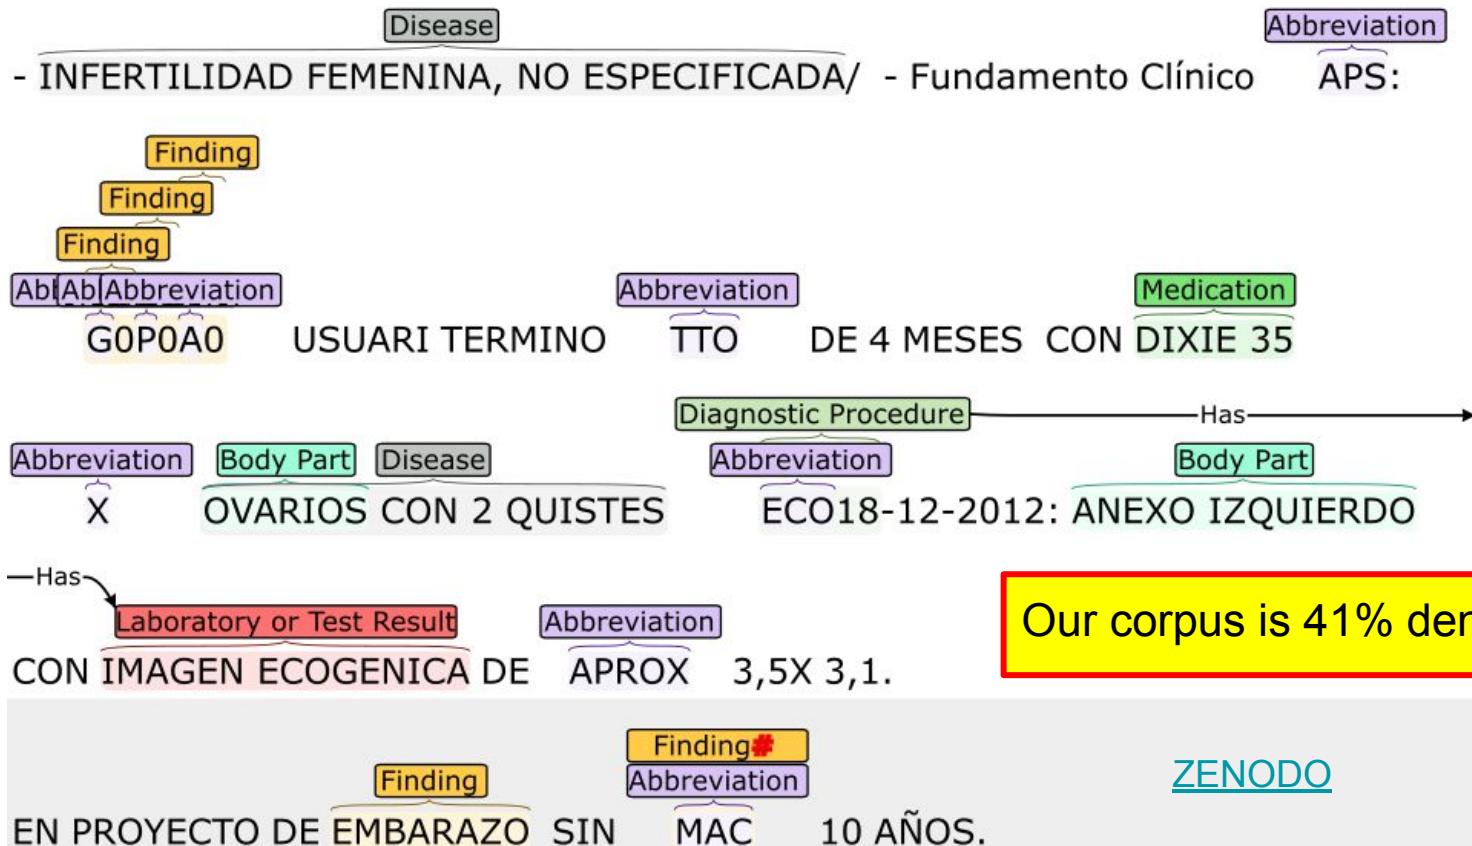 Disease Abbreviation
- INFERTILIDAD FEMENINA, NO ESPECIFICADA/ - Fundamento Clínico APS:
Finding
Finding
Finding
Abbreviation Abbreviation Medication
G0P0A0 USUARI TERMINO TTO DE 4 MESES CON DIXIE 35
Diagnostic Procedure Has
Abbreviation Body Part Disease Abbreviation Body Part
X OVARIOS CON 2 QUISTES ECO18-12-2012: ANEXO IZQUIERDO
Has
Laboratory or Test Result Abbreviation
Our corpus is 41%
CON IMAGEN ECOGENICA DE APROX 3,5X 3,1.
Finding#
Finding Abbreviation
ZENODO
EN PROYECTO DE EMBARAZO SIN MAC 10 AÑOS.